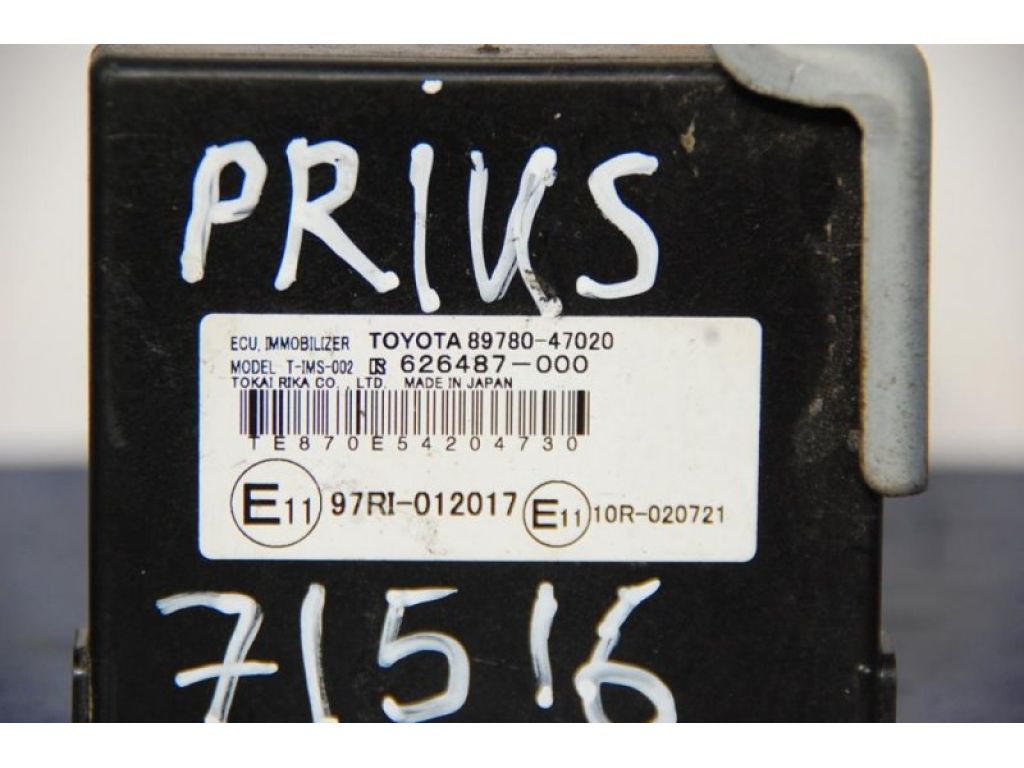 PRIUS
ECU, IMMOBILIZER TOYOTA 89780-47020
MODEL T-IMS-002 626487-000
TOKAI RIKA CO., LTD. MADE IN JAPAN
TE870E54204730
E11 97RI-012017 E11 10R-020721
71516